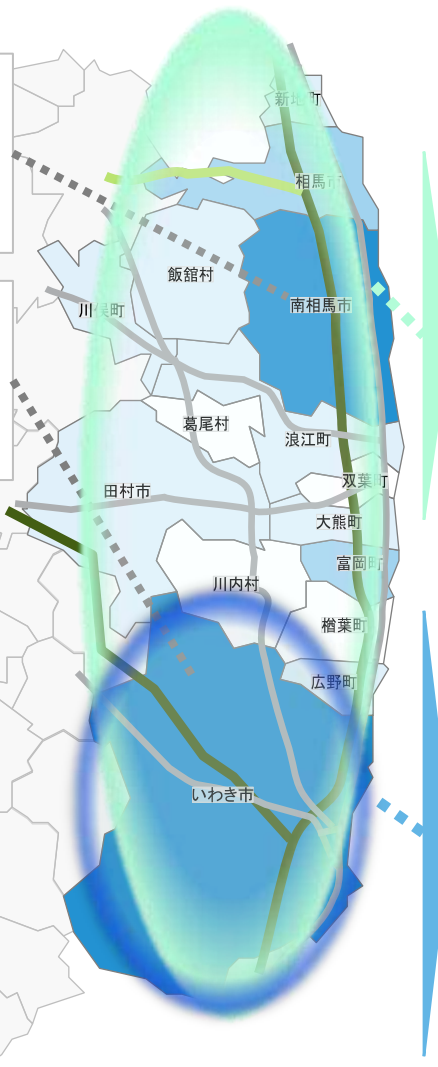 新地町
相馬市
飯舘村
南相馬市
川俣町
葛尾村
浪江町
双葉町
田村市
大熊町
富岡町
川内村
楢葉町
広野町
いわき市